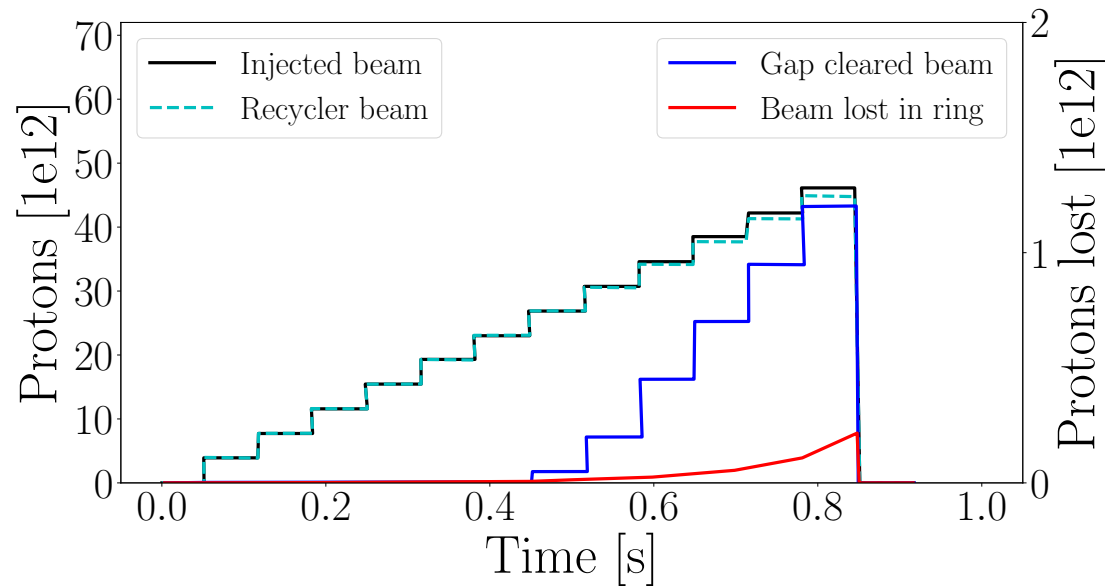 70
60
50
40
30
20
10
0
Protons [1e12]
Injected beam
Recycler beam
Gap cleared beam
Beam lost in ring
2
1
0
Protons lost [1e12]
0.0 0.2 0.4 0.6 0.8 1.0
Time [s]